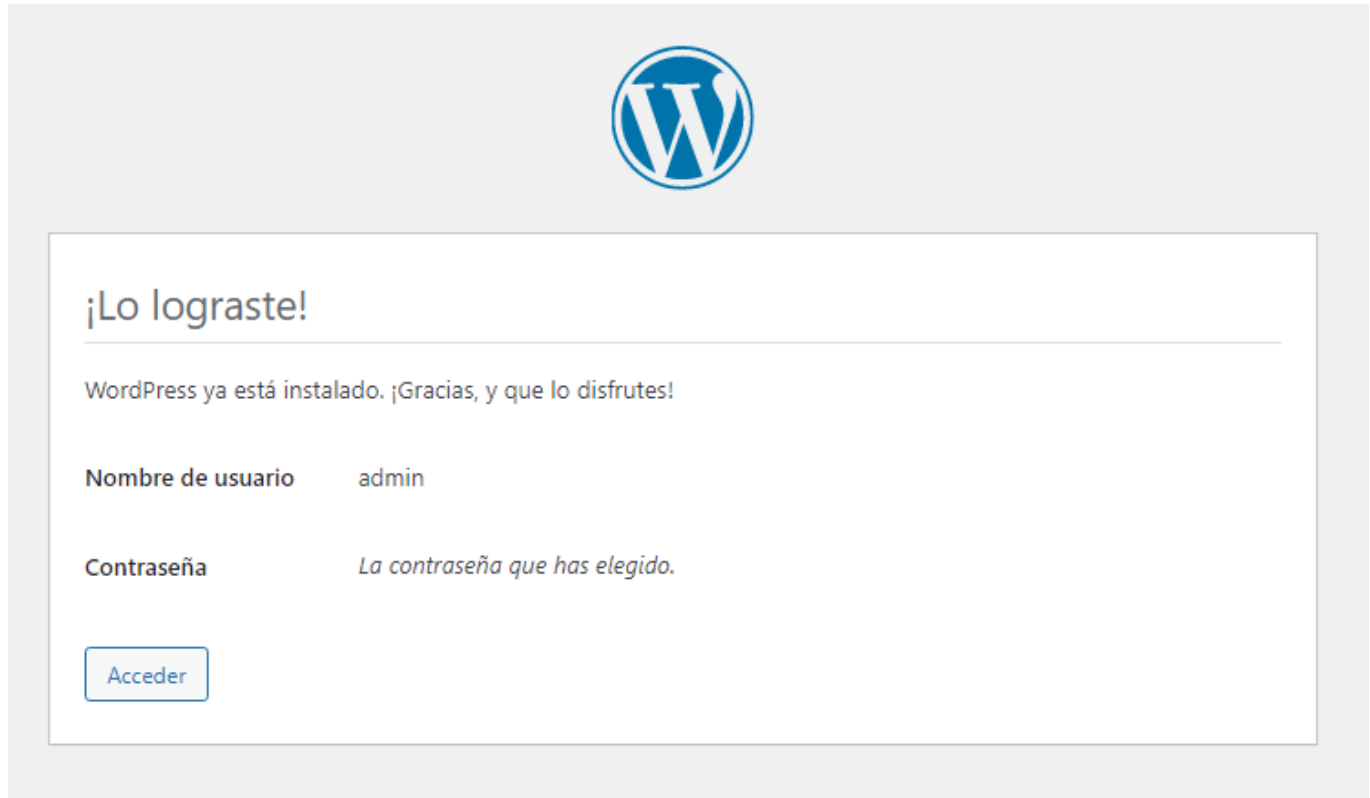 ¡Lo lograste!
WordPress ya está instalado. ¡Gracias, y que lo disfrutes!
Nombre de usuario admin
Contraseña La contraseña que has elegido.
Acceder